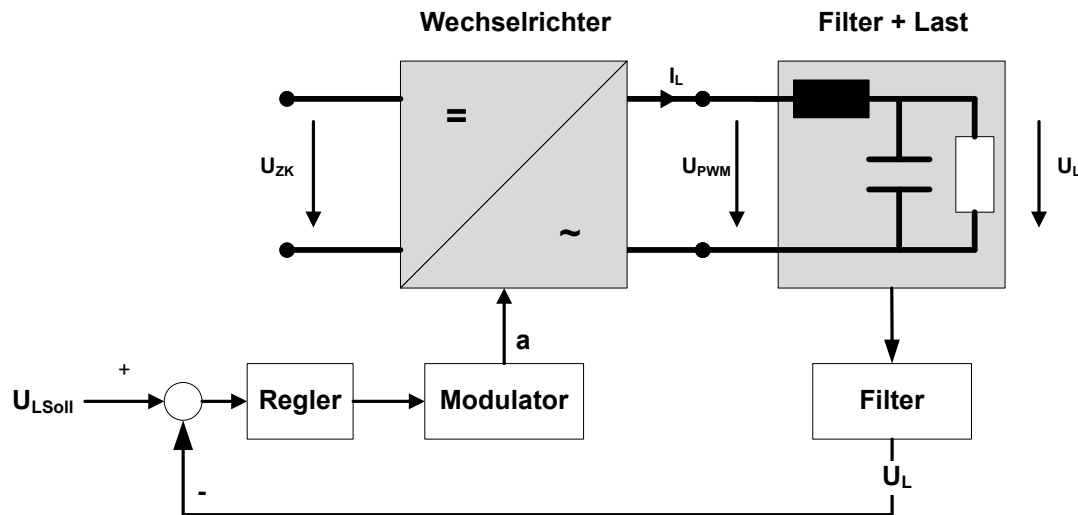 Wechselrichter
Filter + Last
=
~
I_L
U_ZK
U_PWM
U_L
a
+
U_LSoll
Regler
Modulator
Filter
-
U_L